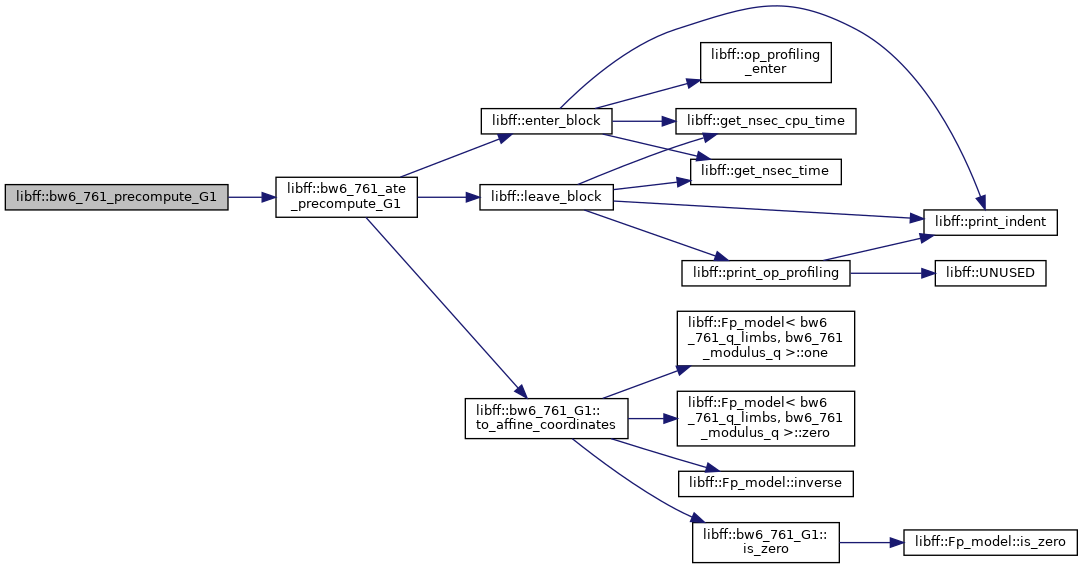 libff::bw6_761_precompute_G1
libff::bw6_761_ate
_precompute_G1
libff::enter_block
libff::leave_block
libff::bw6_761_G1::
to_affine_coordinates
libff::op_profiling
_enter
libff::get_nsec_cpu_time
libff::get_nsec_time
libff::print_indent
libff::print_op_profiling
libff::UNUSED
libff::Fp_model< bw6
_761_q_limbs, bw6_761
_modulus_q >::one
libff::Fp_model< bw6
_761_q_limbs, bw6_761
_modulus_q >::zero
libff::Fp_model::inverse
libff::bw6_761_G1::
is_zero
libff::Fp_model::is_zero